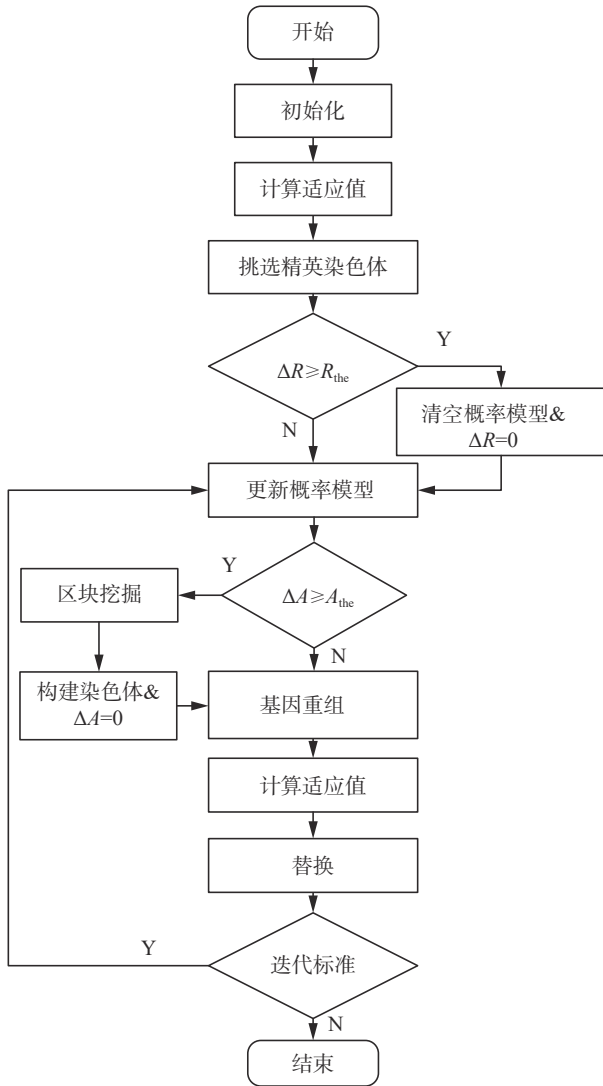 开始
初始化
计算适应值
挑选精英染色体
ΔR⩾Rthe
Y
清空概率模型&
ΔR=0
N
更新概率模型
ΔA⩾Athe
Y
区块挖掘
构建染色体&
ΔA=0
N
基因重组
计算适应值
替换
迭代标准
Y
N
结束